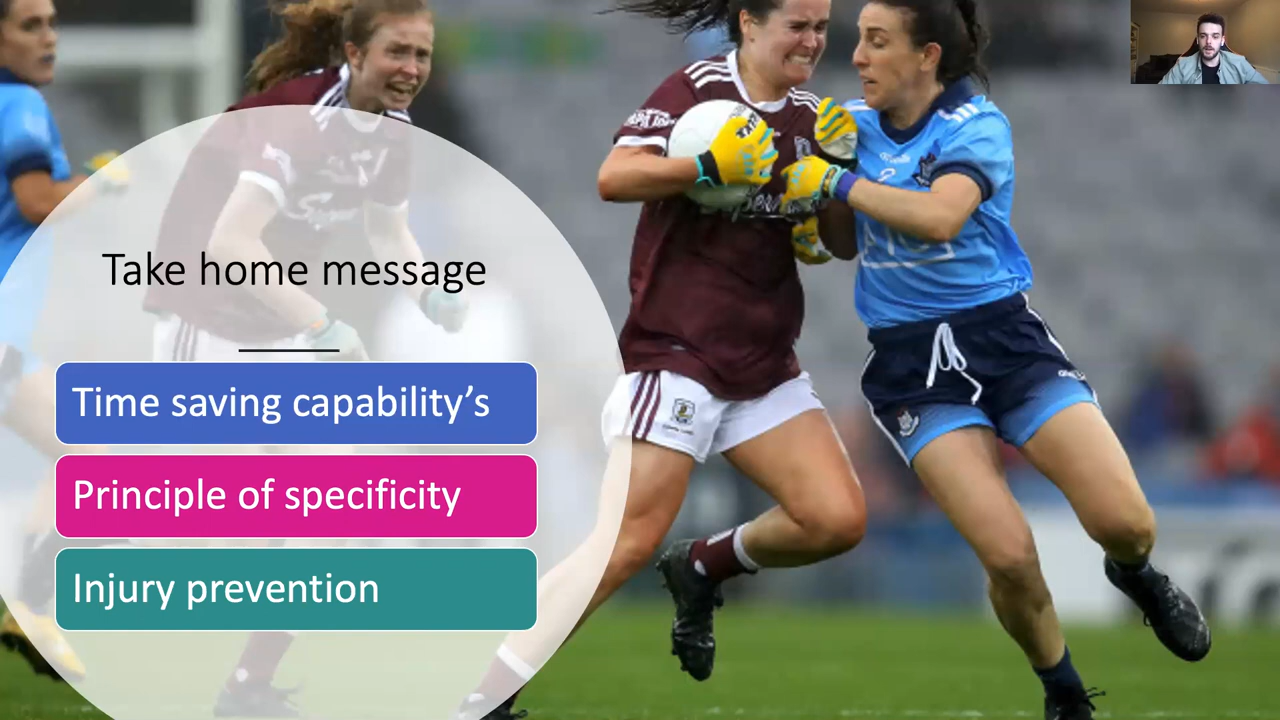 Take home message
Time saving capability’s
Principle of specificity
Injury prevention